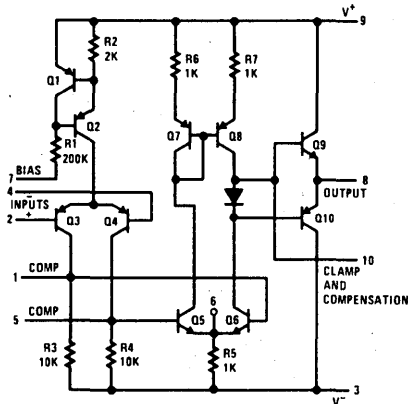 V+ 9
R2
2K
R6
1K
R7
1K
Q1
Q2
Q7
Q8
Q9
R1
200K
BIAS
7
8
OUTPUT
4
- INPUTS
2 +
Q3
Q4
Q10
10
CLAMP
AND
COMPENSATION
1 COMP
6
5 COMP
Q5
Q6
R3
10K
R4
10K
R5
1K
3
V-